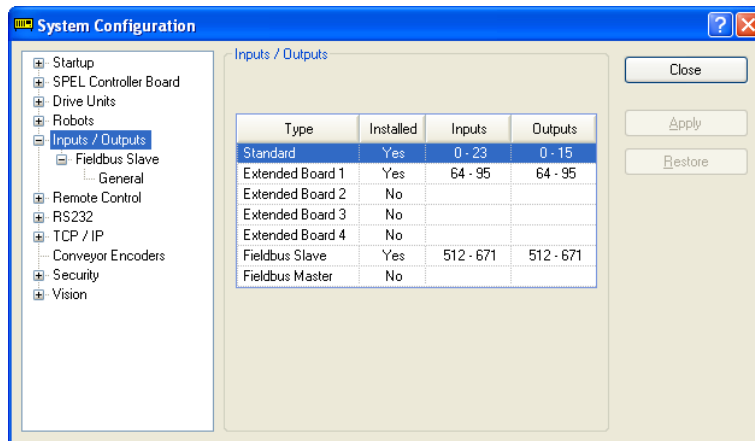 System Configuration
Startup
SPEL Controller Board
Drive Units
Robots
Inputs / Outputs
Fieldbus Slave
General
Remote Control
RS232
TCP / IP
Conveyor Encoders
Security
Vision
Inputs / Outputs
Type Installed Inputs Outputs
Standard Yes 0 - 23 0 - 15
Extended Board 1 Yes 64 - 95 64 - 95
Extended Board 2 No
Extended Board 3 No
Extended Board 4 No
Fieldbus Slave Yes 512 - 671 512 - 671
Fieldbus Master No
Close
Apply
Restore